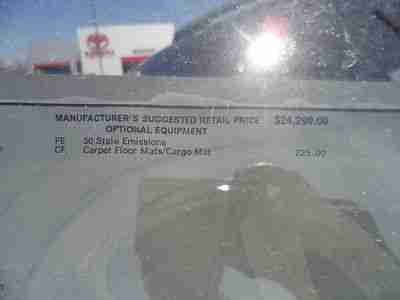 TOYOTA
MANUFACTURER'S SUGGESTED RETAIL PRICE $24,290.00
OPTIONAL EQUIPMENT
FE 50 State Emissions
CF Carpet Floor Mats/Cargo Mat 225.00